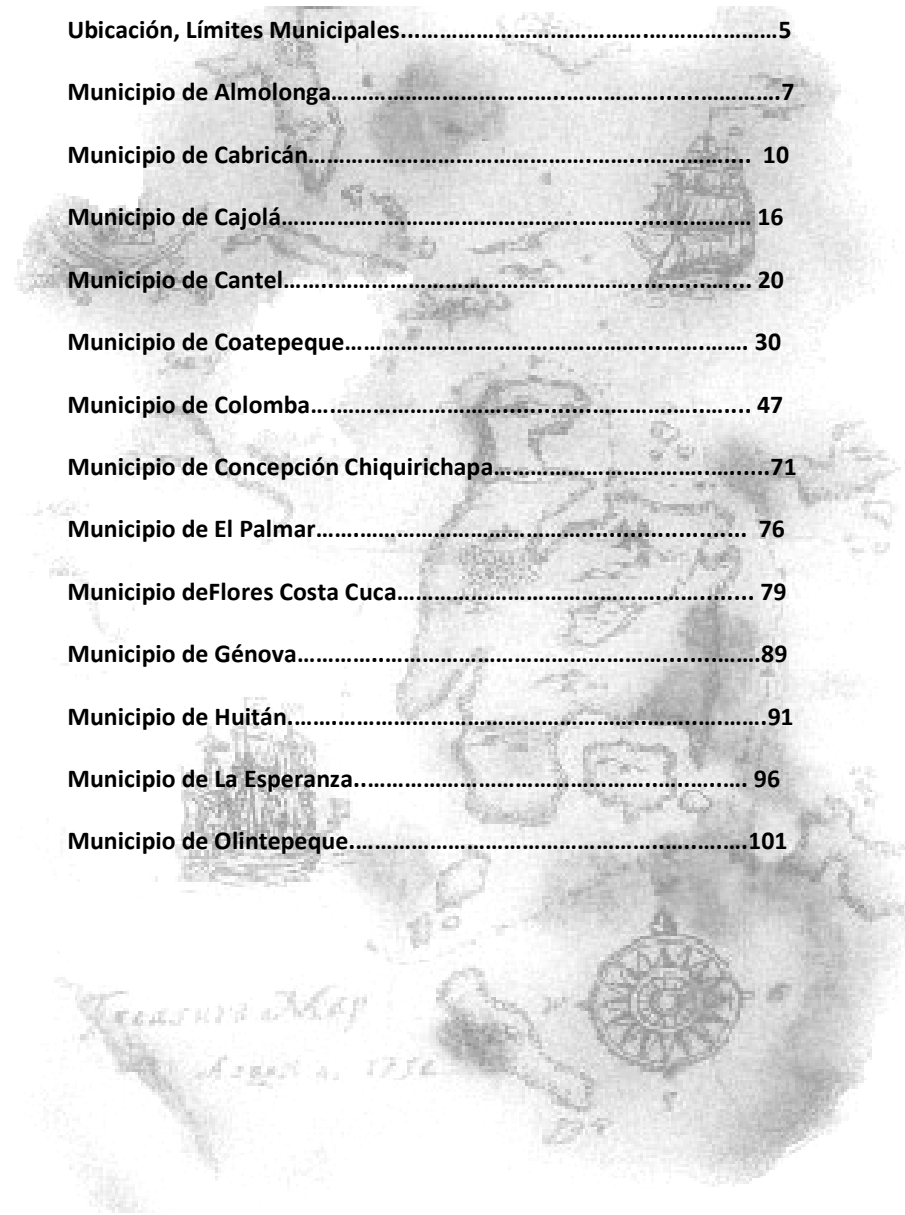 Ubicación, Límites Municipales...…………………………….………………5
Municipio de Almolonga…………………………..…………......……….7
Municipio de Cabricán……………………………………..…………….. 10
Municipio de Cajolá………...……………………….……..…………… 16
Municipio de Cantel……..………………………………..…………… 20
Municipio de Coatepeque………………………………..…….……. 30
Municipio de Colomba….……………………………………….…..…... 47
Municipio de Concepción Chiquirichapa……………………..…......71
Municipio de El Palmar…….…………………….....……….......… 76
Municipio deFlores Costa Cuca………………………………..……... 79
Municipio de Génova…………..……………………………….....…….89
Municipio de Huitán.…….…………………………………..…….…….91
Municipio de La Esperanza...……………………………..…..…….… 96
Municipio de Olintepeque.………………………………..….………101
Treasure Map